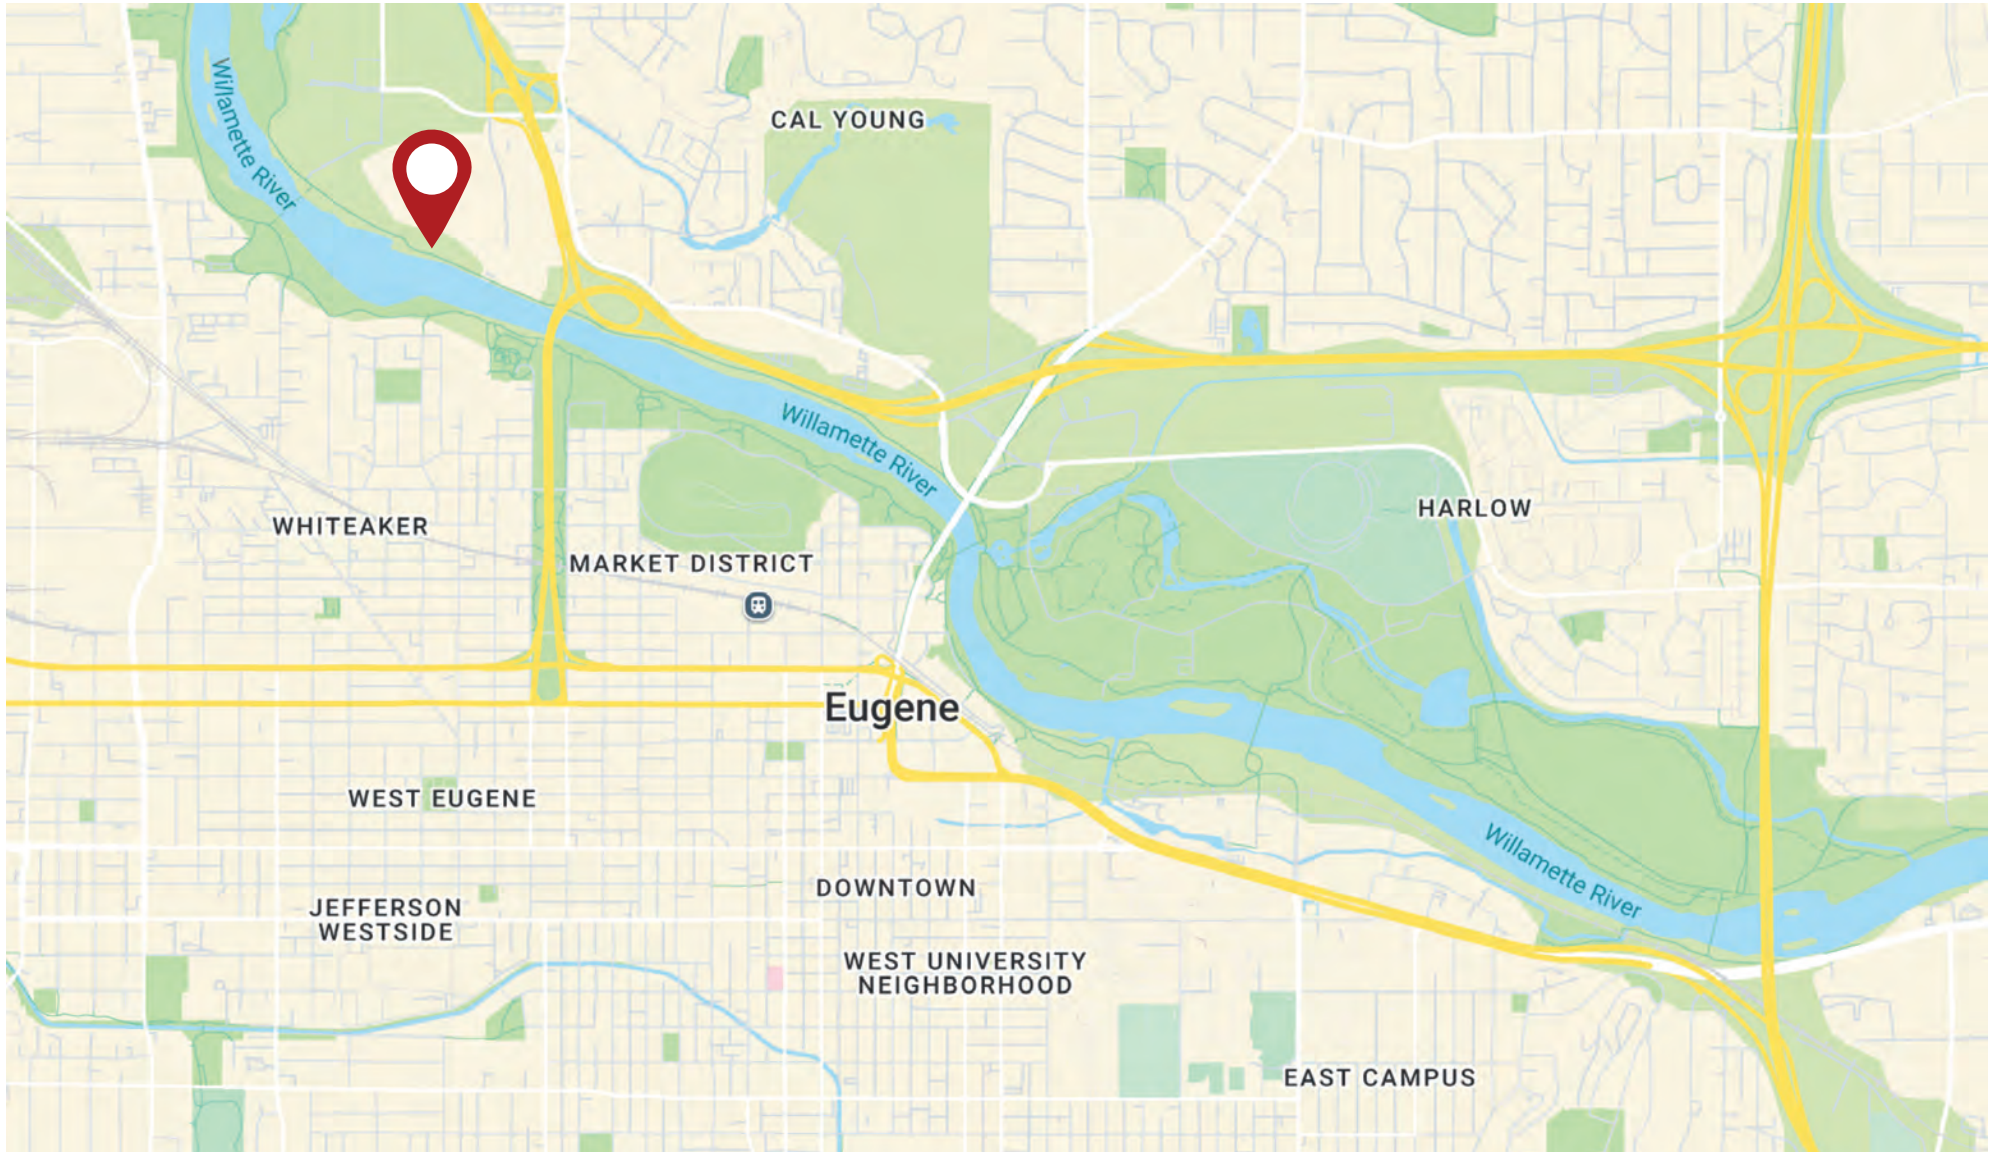 Willamette River
CAL YOUNG
Willamette River
HARLOW
WHITEAKER
MARKET DISTRICT
Eugene
WEST EUGENE
Willamette River
DOWNTOWN
JEFFERSON
WESTSIDE
WEST UNIVERSITY
NEIGHBORHOOD
EAST CAMPUS